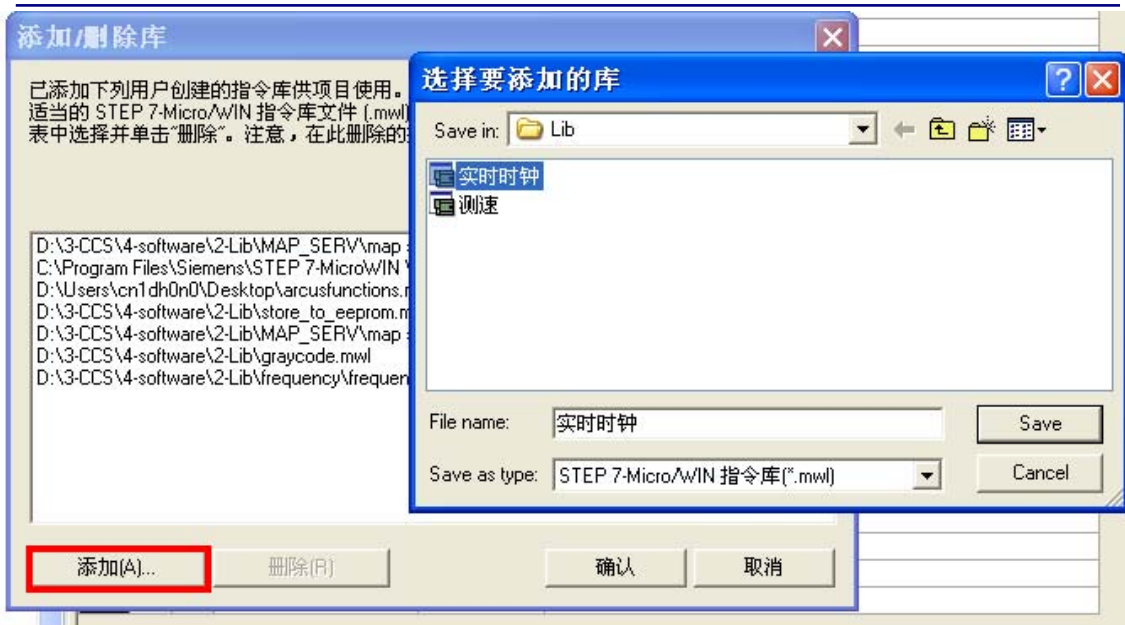 添加/删除库
已添加下列用户创建的指令库供项目使用。
适当的 STEP 7-Micro/WIN 指令库文件 (.mwl)
表中选择并单击“删除”。注意，在此删除的
D:\3-CCS\4-software\2-Lib\MAP_SERV\map
C:\Program Files\Siemens\STEP 7-MicroWIN
D:\Users\cn1dh0n0\Desktop\arcusfunctions.
D:\3-CCS\4-software\2-Lib\store_to_eeprom.
D:\3-CCS\4-software\2-Lib\MAP_SERV\map
D:\3-CCS\4-software\2-Lib\graycode.mwl
D:\3-CCS\4-software\2-Lib\frequency\frequen
添加(A)...
删除(R)
确认
取消
选择要添加的库
Save in:
Lib
实时时钟
测速
File name:
实时时钟
Save
Save as type:
STEP 7-Micro/WIN 指令库(*.mwl)
Cancel